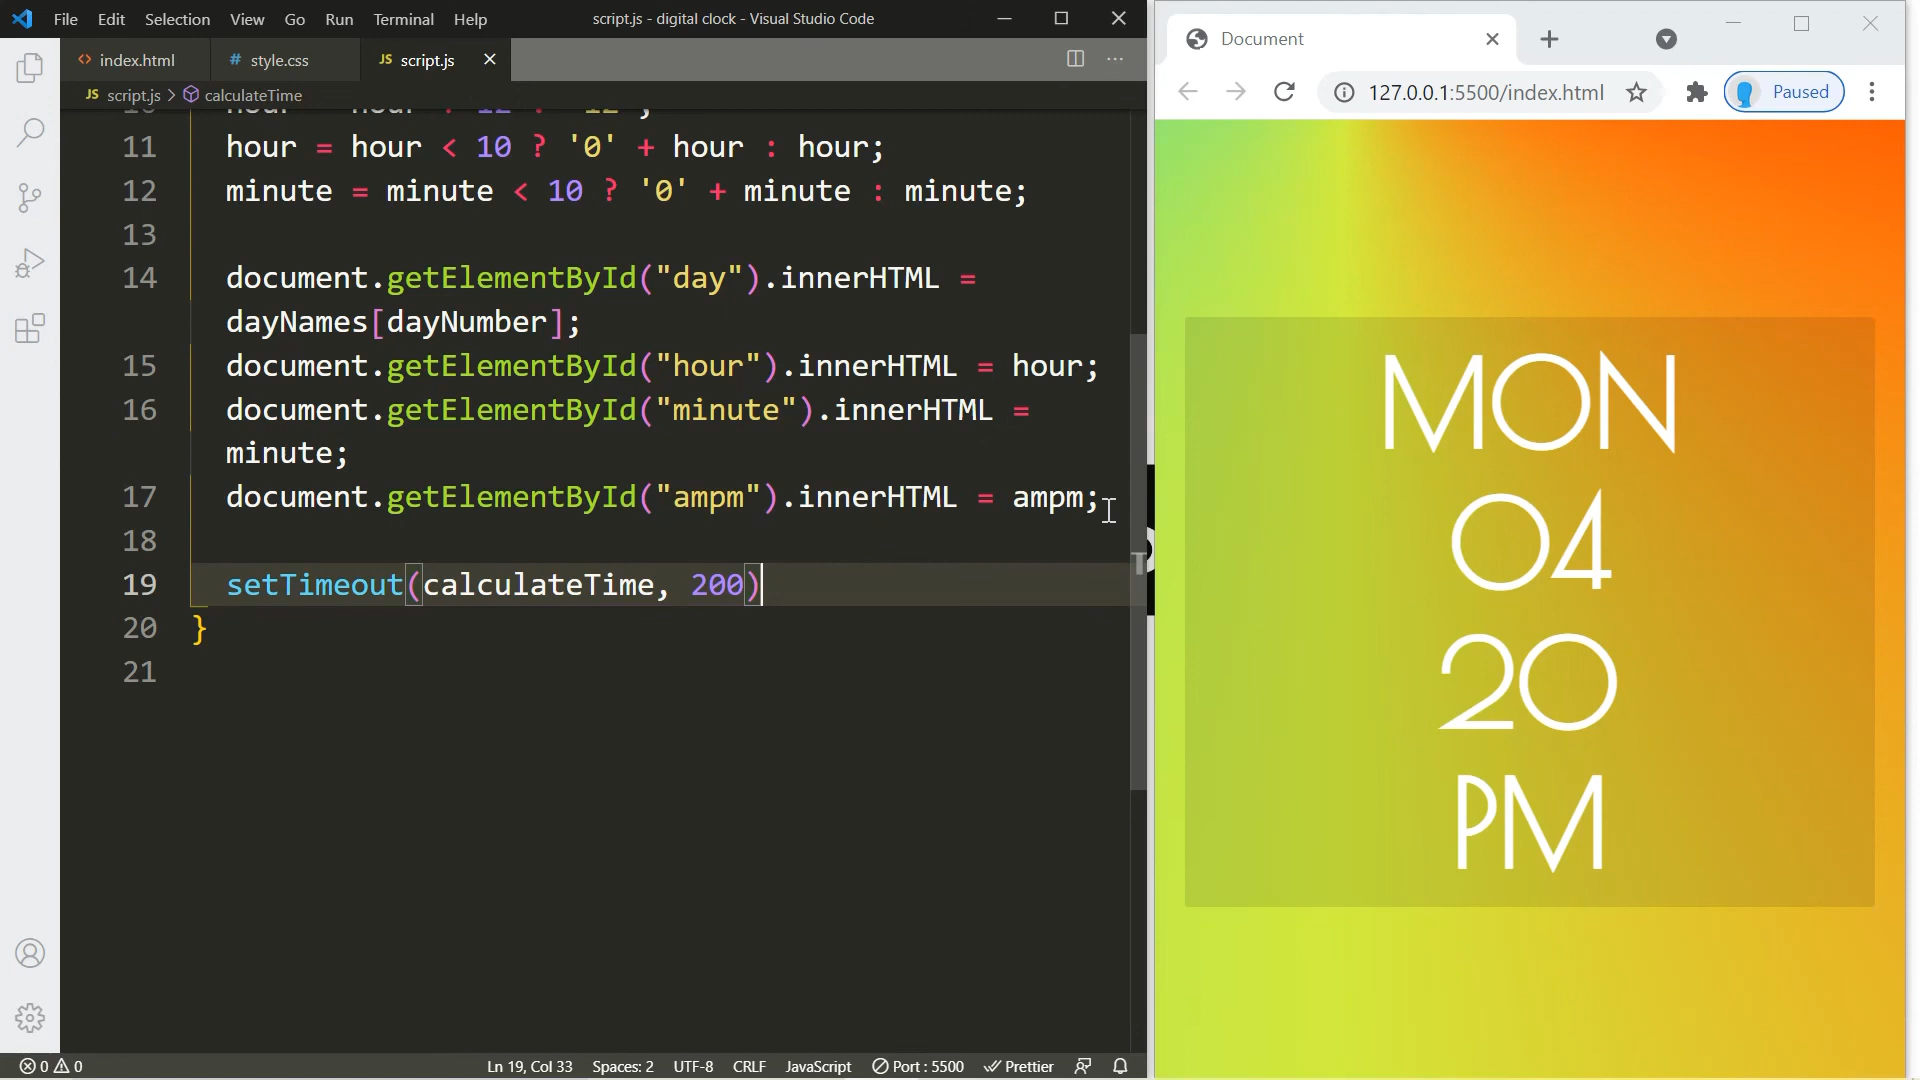 File Edit Selection View Go Run Terminal Help
script.js - digital clock - Visual Studio Code
index.html
# style.css
JS script.js
JS script.js > calculateTime
11 hour = hour < 10 ? '0' + hour : hour;
12 minute = minute < 10 ? '0' + minute : minute;
13
14 document.getElementById("day").innerHTML =
dayNames[dayNumber];
15 document.getElementById("hour").innerHTML = hour;
16 document.getElementById("minute").innerHTML =
minute;
17 document.getElementById("ampm").innerHTML = ampm;
18
19 setTimeout(calculateTime, 200)
20 }
21
0 0
Ln 19, Col 33 Spaces: 2 UTF-8 CRLF JavaScript Port : 5500 Prettier
Document
127.0.0.1:5500/index.html
Paused
MON
04
20
PM